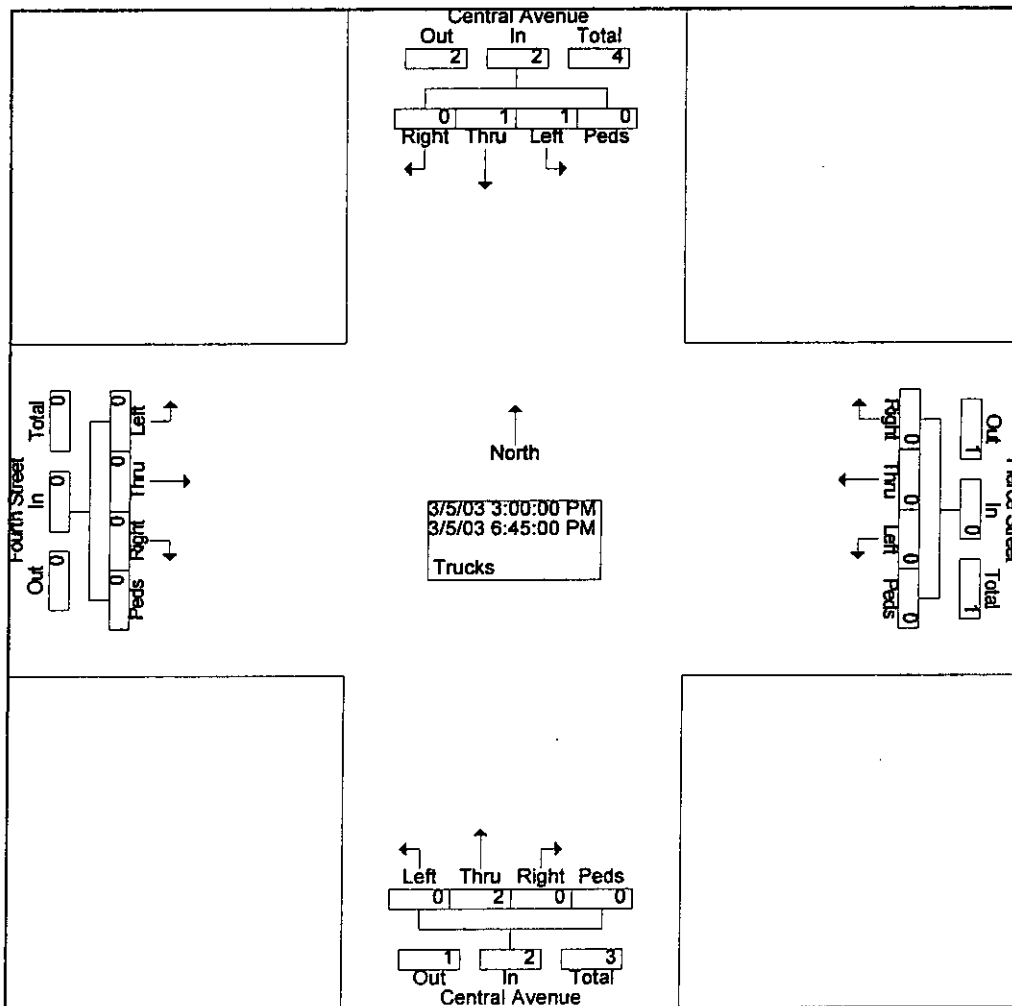 Central Avenue
Out In Total
2 2 4
0 1 1 0
Right Thru Left Peds
Fourth Street
Total In Out
0 0 0
0 0 0 0
Left Thru Right Peds
North
3/5/03 3:00:00 PM
3/5/03 6:45:00 PM
Trucks
Right Thru Left Peds
0 0 0 0
Out In Total
1 0 1
Street
Left Thru Right Peds
0 2 0 0
1 2 3
Out In Total
Central Avenue